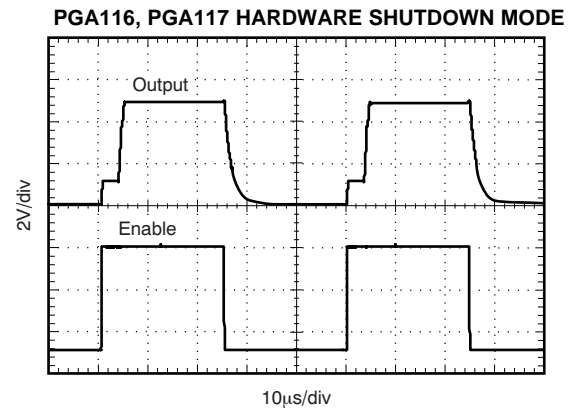 PGA116, PGA117 HARDWARE SHUTDOWN MODE
Output
2V/div
Enable
10µs/div